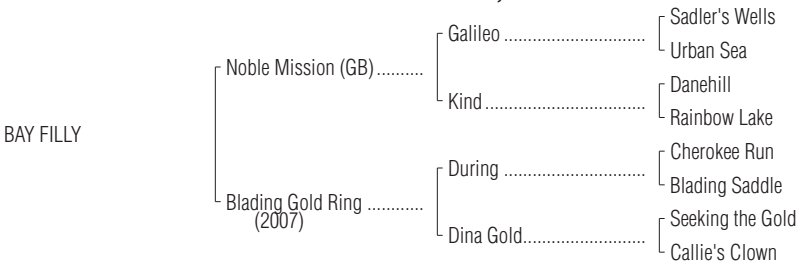 Sadler's Wells
Galileo ..............................
Urban Sea
Noble Mission (GB)..........
Danehill
Kind..................................
Rainbow Lake
BAY FILLY
Cherokee Run
During ..............................
Blading Saddle
Blading Gold Ring ............
(2007)
Seeking the Gold
Dina Gold..........................
Callie's Clown